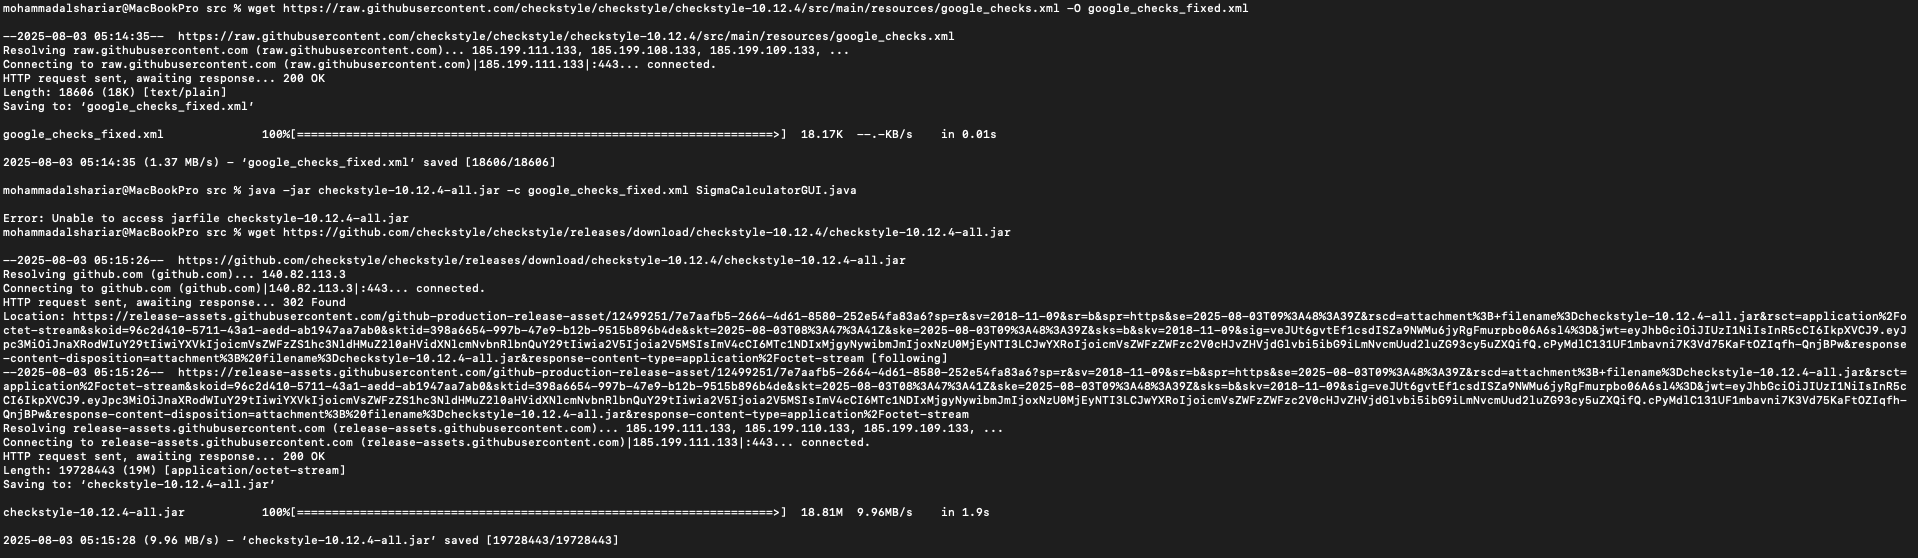 mohammadalshariar@MacBookPro src % wget https://raw.githubusercontent.com/checkstyle/checkstyle/checkstyle-10.12.4/src/main/resources/google_checks.xml -O google_checks_fixed.xml
--2025-08-03 05:14:35--  https://raw.githubusercontent.com/checkstyle/checkstyle/checkstyle-10.12.4/src/main/resources/google_checks.xml
Resolving raw.githubusercontent.com (raw.githubusercontent.com)... 185.199.111.133, 185.199.108.133, 185.199.109.133, ...
Connecting to raw.githubusercontent.com (raw.githubusercontent.com)|185.199.111.133|:443... connected.
HTTP request sent, awaiting response... 200 OK
Length: 18606 (18K) [text/plain]
Saving to: ‘google_checks_fixed.xml’
google_checks_fixed.xml              100%[====================================================================>]  18.17K  --.-KB/s    in 0.01s
2025-08-03 05:14:35 (1.37 MB/s) - ‘google_checks_fixed.xml’ saved [18606/18606]
mohammadalshariar@MacBookPro src % java -jar checkstyle-10.12.4-all.jar -c google_checks_fixed.xml SigmaCalculatorGUI.java
Error: Unable to access jarfile checkstyle-10.12.4-all.jar
mohammadalshariar@MacBookPro src % wget https://github.com/checkstyle/checkstyle/releases/download/checkstyle-10.12.4/checkstyle-10.12.4-all.jar
--2025-08-03 05:15:26--  https://github.com/checkstyle/checkstyle/releases/download/checkstyle-10.12.4/checkstyle-10.12.4-all.jar
Resolving github.com (github.com)... 140.82.113.3
Connecting to github.com (github.com)|140.82.113.3|:443... connected.
HTTP request sent, awaiting response... 302 Found
Location: https://release-assets.githubusercontent.com/github-production-release-asset/12499251/7e7aafb5-2664-4d61-8580-252e54fa83a6?sp=r&sv=2018-11-09&sr=b&spr=https&se=2025-08-03T09%3A48%3A39Z&rscd=attachment%3B+filename%3Dcheckstyle-10.12.4-all.jar&rsct=application%2Fo
ctet-stream&skoid=96c2d410-5711-43a1-aedd-ab1947aa7ab0&sktid=398a6654-997b-47e9-b12b-9515b896b4de&skt=2025-08-03T08%3A47%3A41Z&ske=2025-08-03T09%3A48%3A39Z&sks=b&skv=2018-11-09&sig=veJUt6gvtEf1csdISZa9NWMu6jyRgFmurpbo06A6sl4%3D&jwt=eyJhbGciOiJIUzI1NiIsInR5cCI6IkpXVCJ9.eyJ
pc3MiOiJnaXRodWIuY29tIiwiYXVkIjoicmVsZWFzZS1hc3NldHMuZ2l0aHVidXNlcmNvbnRlbnQuY29tIiwia2V5Ijoia2V5MSIsImV4cCI6MTc1NDIxMjgyNywibmJmIjoxNzU0MjEyNTI3LCJwYXRoIjoicmVsZWFzZWFzc2V0cHJvZHVjdGlvbi5ibG9iLmNvcmUud2luZG93cy5uZXQifQ.cPyMdlC131UF1mbavni7K3Vd75KaFtOZIqfh-QnjBPw&response
-content-disposition=attachment%3B%20filename%3Dcheckstyle-10.12.4-all.jar&response-content-type=application%2Foctet-stream [following]
--2025-08-03 05:15:26--  https://release-assets.githubusercontent.com/github-production-release-asset/12499251/7e7aafb5-2664-4d61-8580-252e54fa83a6?sp=r&sv=2018-11-09&sr=b&spr=https&se=2025-08-03T09%3A48%3A39Z&rscd=attachment%3B+filename%3Dcheckstyle-10.12.4-all.jar&rsct=
application%2Foctet-stream&skoid=96c2d410-5711-43a1-aedd-ab1947aa7ab0&sktid=398a6654-997b-47e9-b12b-9515b896b4de&skt=2025-08-03T08%3A47%3A41Z&ske=2025-08-03T09%3A48%3A39Z&sks=b&skv=2018-11-09&sig=veJUt6gvtEf1csdISZa9NWMu6jyRgFmurpbo06A6sl4%3D&jwt=eyJhbGciOiJIUzI1NiIsInR5c
CI6IkpXVCJ9.eyJpc3MiOiJnaXRodWIuY29tIiwiYXVkIjoicmVsZWFzZS1hc3NldHMuZ2l0aHVidXNlcmNvbnRlbnQuY29tIiwia2V5Ijoia2V5MSIsImV4cCI6MTc1NDIxMjgyNywibmJmIjoxNzU0MjEyNTI3LCJwYXRoIjoicmVsZWFzZWFzc2V0cHJvZHVjdGlvbi5ibG9iLmNvcmUud2luZG93cy5uZXQifQ.cPyMdlC131UF1mbavni7K3Vd75KaFtOZIqfh-
QnjBPw&response-content-disposition=attachment%3B%20filename%3Dcheckstyle-10.12.4-all.jar&response-content-type=application%2Foctet-stream
Resolving release-assets.githubusercontent.com (release-assets.githubusercontent.com)... 185.199.111.133, 185.199.110.133, 185.199.109.133, ...
Connecting to release-assets.githubusercontent.com (release-assets.githubusercontent.com)|185.199.111.133|:443... connected.
HTTP request sent, awaiting response... 200 OK
Length: 19728443 (19M) [application/octet-stream]
Saving to: ‘checkstyle-10.12.4-all.jar’
checkstyle-10.12.4-all.jar           100%[====================================================================>]  18.81M  9.96MB/s    in 1.9s
2025-08-03 05:15:28 (9.96 MB/s) - ‘checkstyle-10.12.4-all.jar’ saved [19728443/19728443]